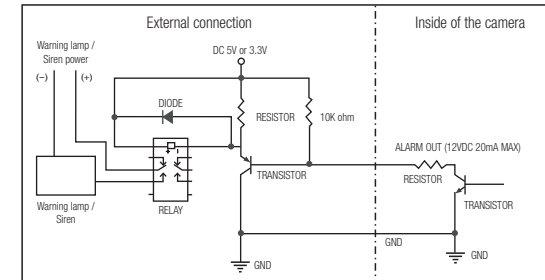 External connection
Inside of the camera
Warning lamp /
Siren power
(−)
(+)
DC 5V or 3.3V
DIODE
RESISTOR
10K ohm
ALARM OUT (12VDC 20mA MAX)
RESISTOR
TRANSISTOR
TRANSISTOR
RELAY
Warning lamp /
Siren
GND
GND
GND